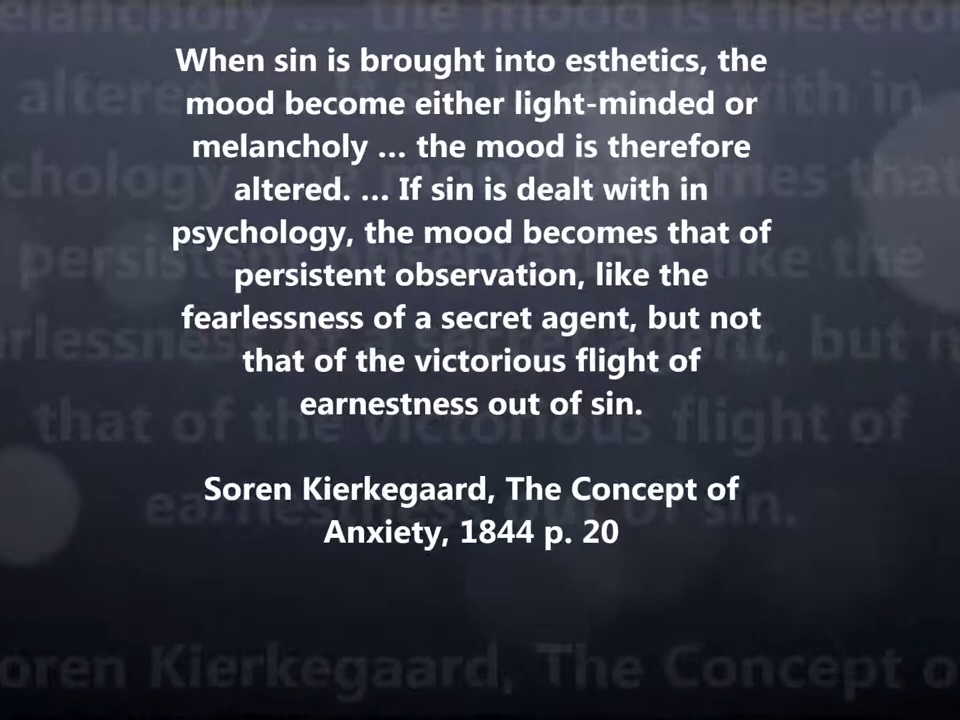 When sin is brought into esthetics, the
mood become either light-minded or
melancholy ... the mood is therefore
altered. ... If sin is dealt with in
psychology, the mood becomes that of
persistent observation, like the
fearlessness of a secret agent, but not
that of the victorious flight of
earnestness out of sin.
Soren Kierkegaard, The Concept of
Anxiety, 1844 p. 20